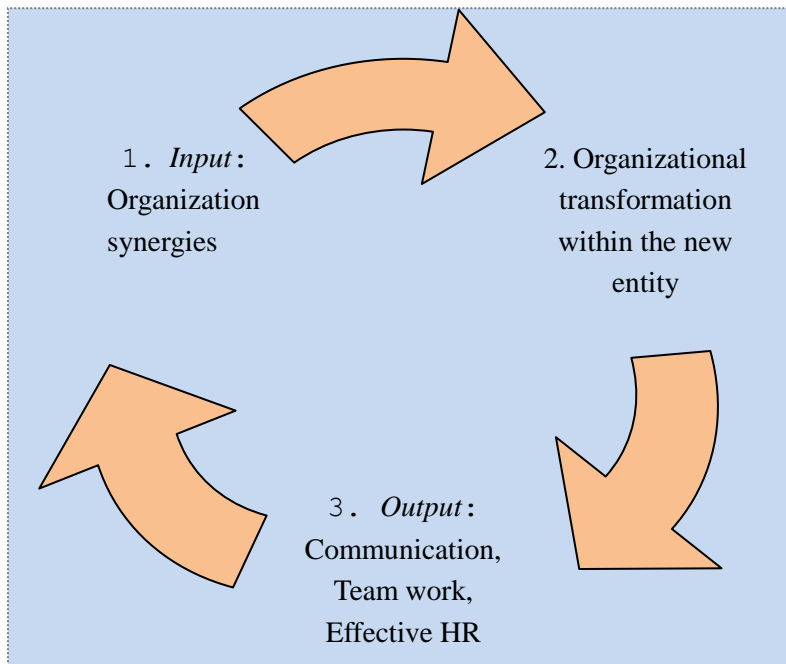 1. Input:
Organization
synergies
2. Organizational
transformation
within the new
entity
3. Output:
Communication,
Team work,
Effective HR